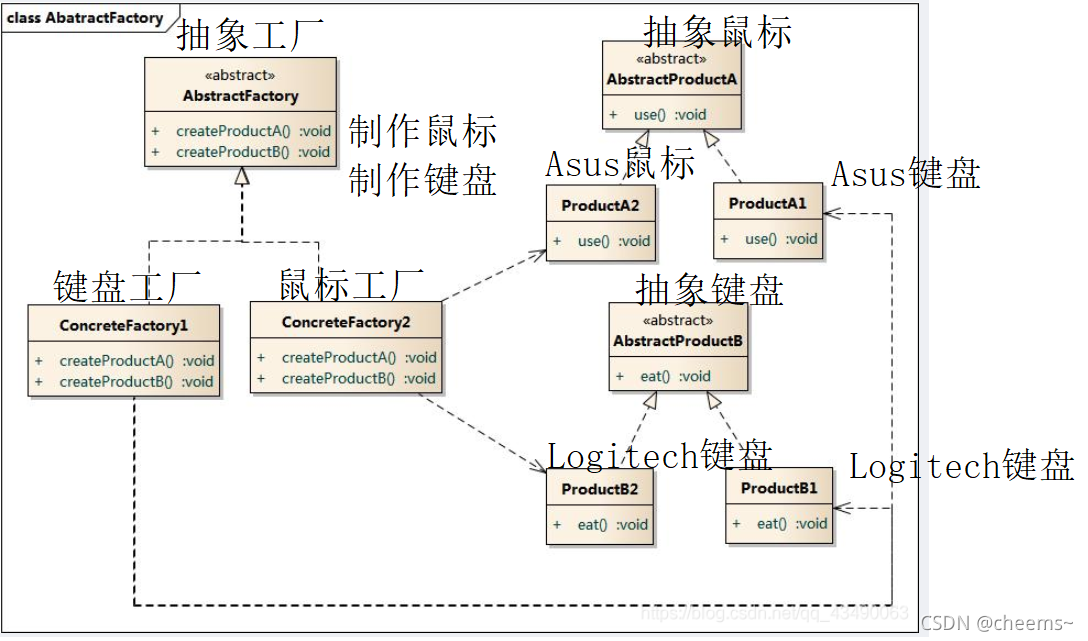 class AbatractFactory
抽象工厂
«abstract»
AbstractFactory
+ createProductA() :void
+ createProductB() :void
制作鼠标
制作键盘
抽象鼠标
«abstract»
AbstractProductA
+ use() :void
Asus鼠标
ProductA2
+ use() :void
Asus键盘
ProductA1
+ use() :void
键盘工厂
ConcreteFactory1
+ createProductA() :void
+ createProductB() :void
鼠标工厂
ConcreteFactory2
+ createProductA() :void
+ createProductB() :void
抽象键盘
«abstract»
AbstractProductB
+ eat() :void
Logitech键盘
ProductB2
+ eat() :void
Logitech键盘
ProductB1
+ eat() :void
https://blog.csdn.net/qq_43490063
CSDN @cheems~